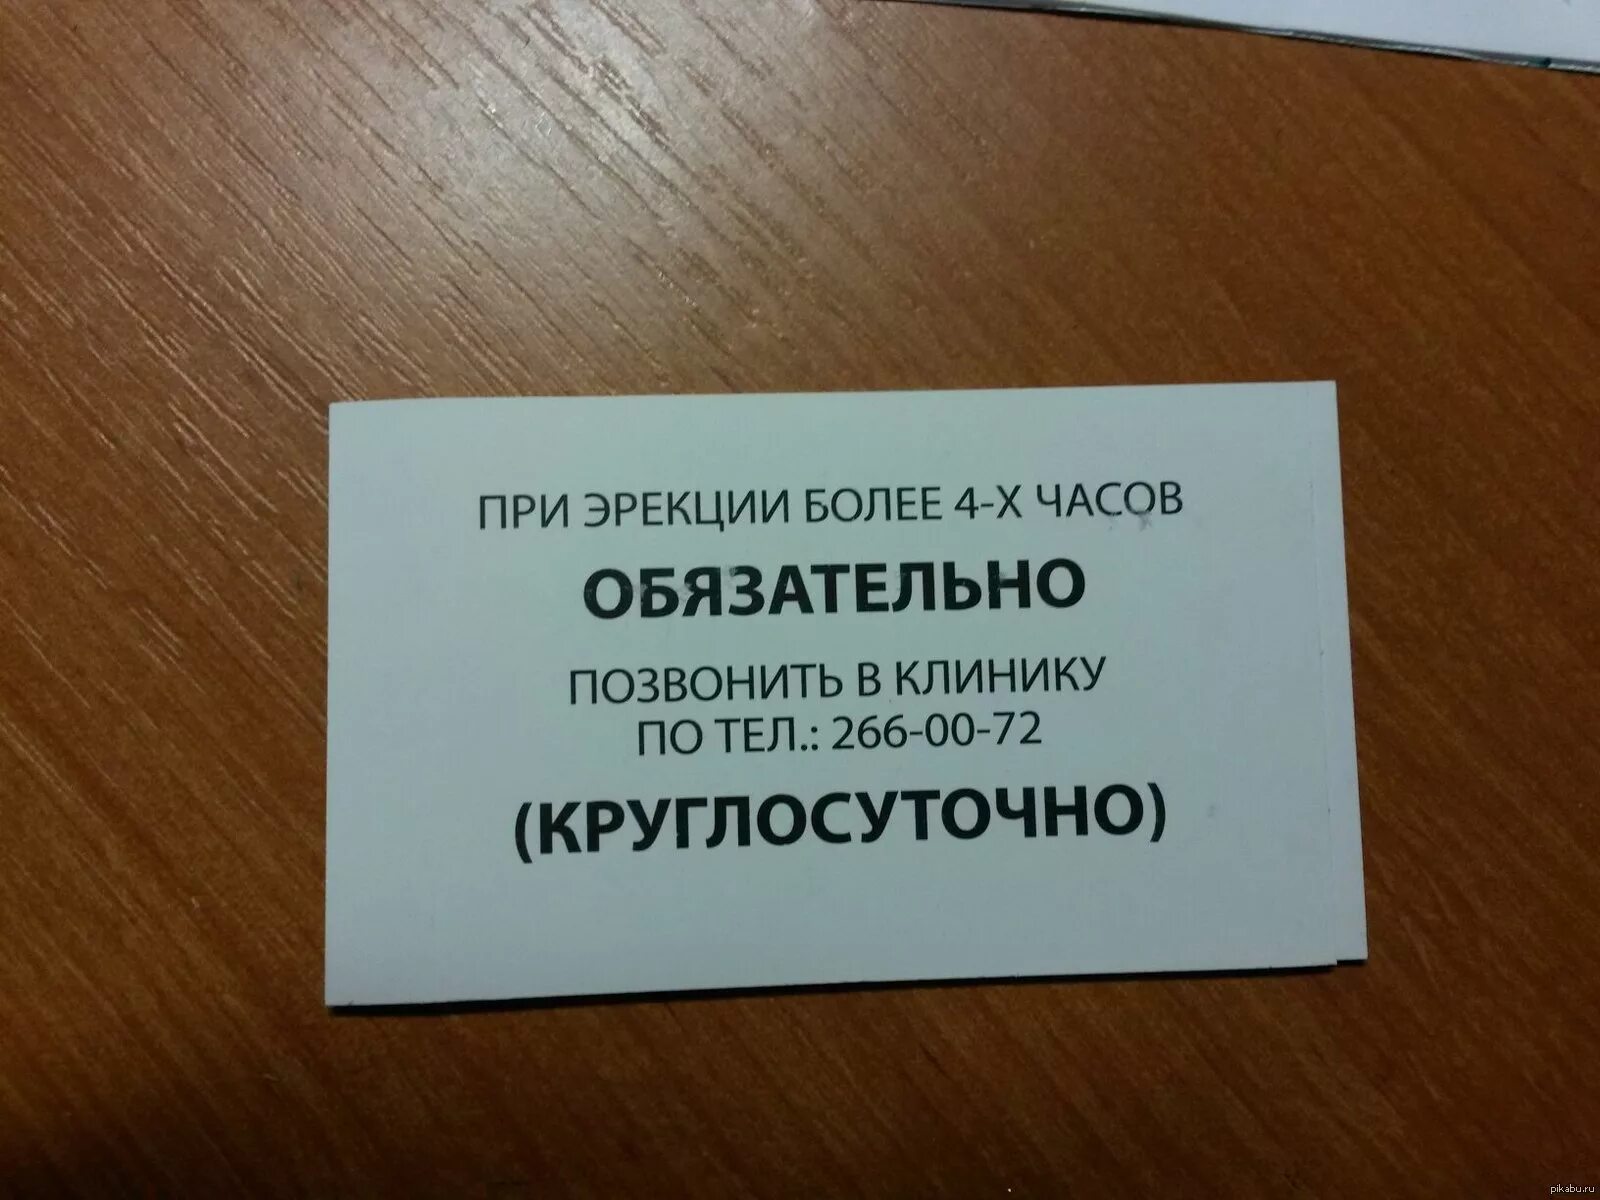 ПРИ ЭРЕКЦИИ БОЛЕЕ 4-Х ЧАСОВ
ОБЯЗАТЕЛЬНО
ПОЗВОНИТЬ В КЛИНИКУ
ПО ТЕЛ.: 266-00-72
(КРУГЛОСУТОЧНО)
pikabu.ru